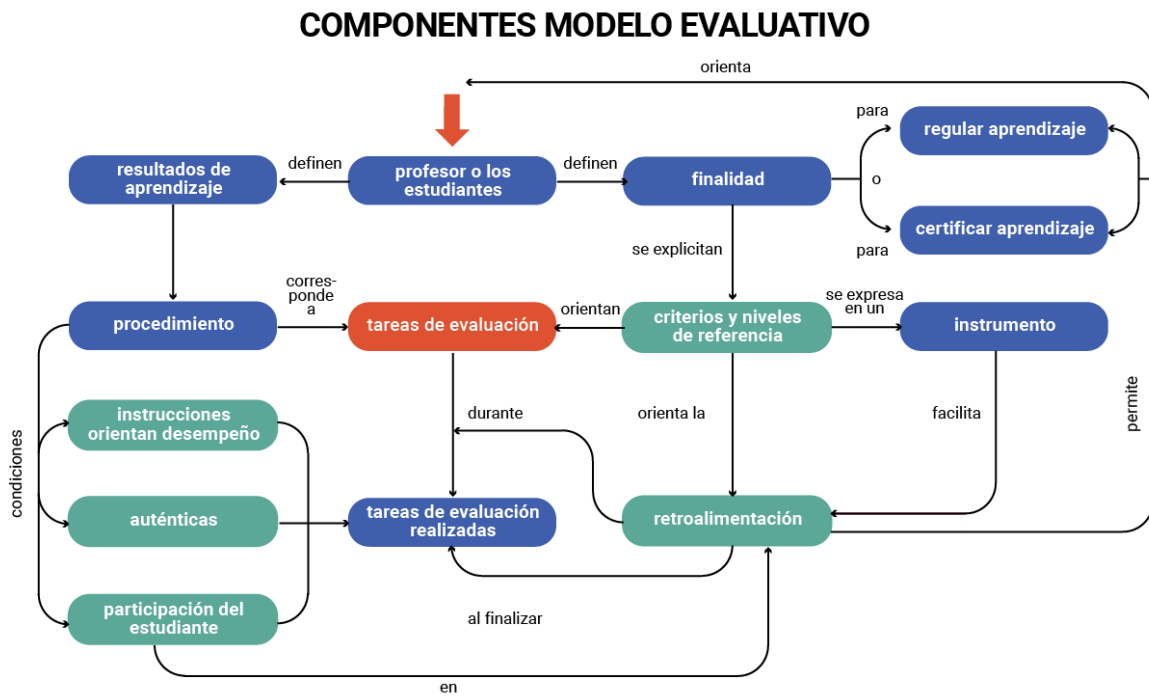 COMPONENTES MODELO EVALUATIVO
orienta
para
regular aprendizaje
resultados de
aprendizaje
definen
profesor o los
estudiantes
definen
finalidad
o
certificar aprendizaje
para
se explicitan
procedimiento
corres-
ponde
a
tareas de evaluación
orientan
criterios y niveles
de referencia
se expresa
en un
instrumento
condiciones
instrucciones
orientan desempeño
durante
orienta la
facilita
permite
auténticas
tareas de evaluación
realizadas
retroalimentación
participación del
estudiante
al finalizar
en